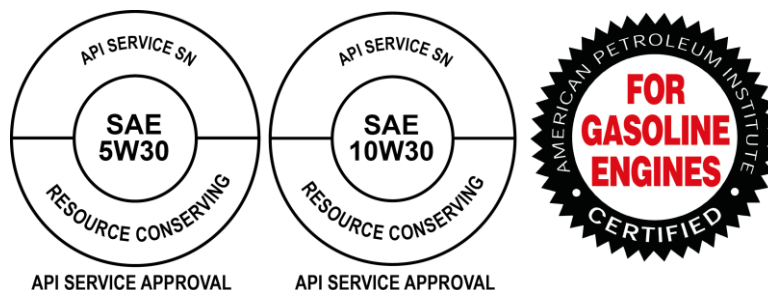 API SERVICE SN
SAE
5W30
RESOURCE CONSERVING
API SERVICE APPROVAL
API SERVICE SN
SAE
10W30
RESOURCE CONSERVING
API SERVICE APPROVAL
AMERICAN PETROLEUM INSTITUTE
FOR
GASOLINE
ENGINES
• CERTIFIED •